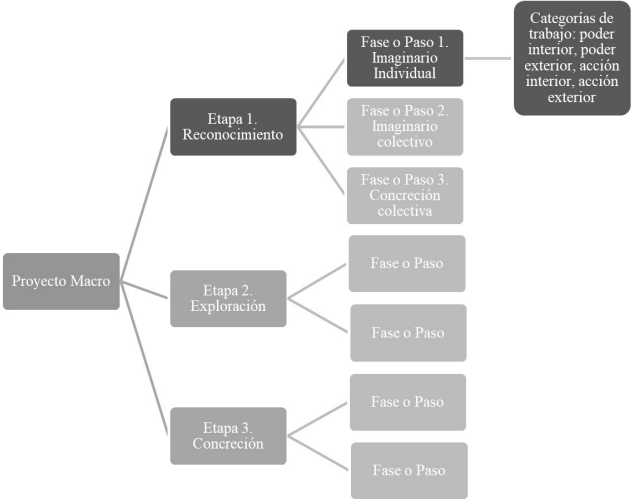 Proyecto Macro
Etapa 1.
Reconocimiento
Fase o Paso 1.
Imaginario
Individual
Categorías de
trabajo: poder
interior, poder
exterior, acción
interior, acción
exterior
Fase o Paso 2.
Imaginario
colectivo
Fase o Paso 3.
Concreción
colectiva
Etapa 2.
Exploración
Fase o Paso
Fase o Paso
Etapa 3.
Concreción
Fase o Paso
Fase o Paso